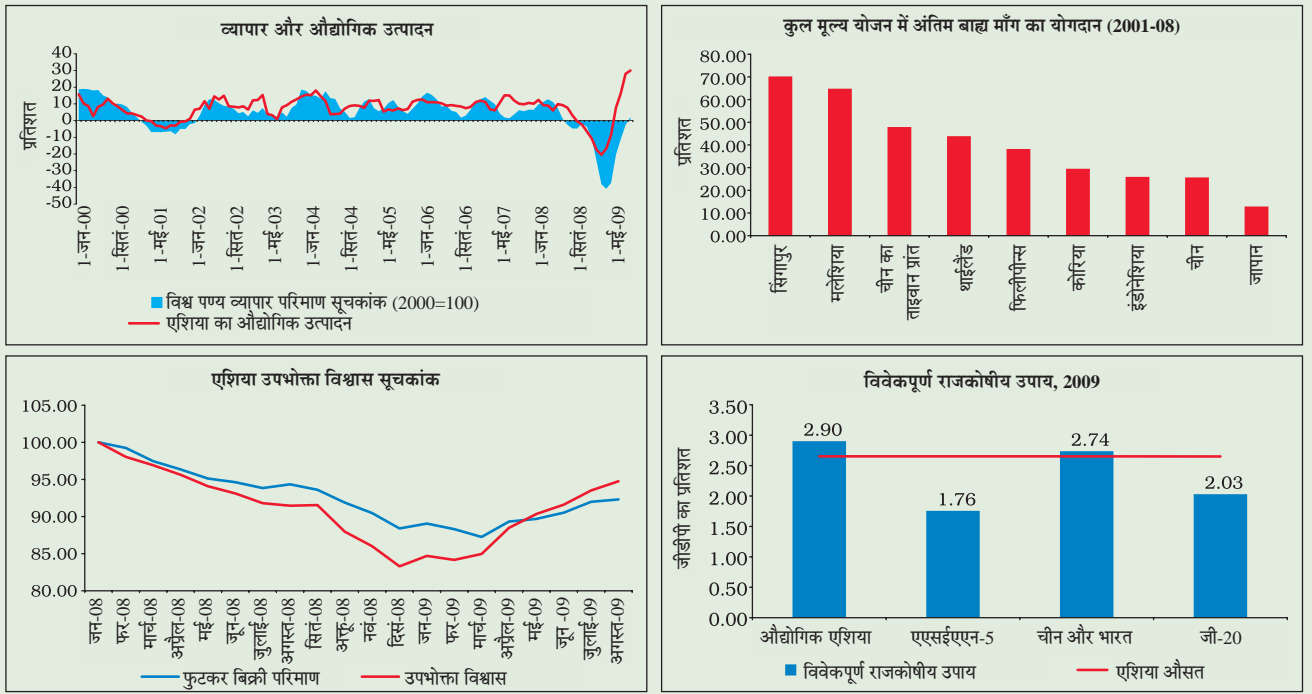 व्यापार और औद्योगिक उत्पादन
40
30
20
10
0
-10
-20
-30
-40
-50
प्रतिशत
1-जन-00
1-सितं-00
1-मई-01
1-जन-02
1-सितं-02
1-मई-03
1-जन-04
1-सितं-04
1-मई-05
1-जन-06
1-सितं-06
1-मई-07
1-जन-08
1-सितं-08
1-मई-09
विश्व पण्य व्यापार परिमाण सूचकांक (2000=100)
एशिया का औद्योगिक उत्पादन
कुल मूल्य योजन में अंतिम बाह्य माँग का योगदान (2001-08)
80.00
70.00
60.00
50.00
40.00
30.00
20.00
10.00
0.00
प्रतिशत
सिंगापुर
मलेशिया
चीन का
ताइवान प्रांत
थाईलैंड
फिलीपीन्स
कोरिया
इंडोनेशिया
चीन
जापान
एशिया उपभोक्ता विश्वास सूचकांक
105.00
100.00
95.00
90.00
85.00
80.00
जन-08
फर-08
मार्च-08
अप्रैल-08
मई-08
जून-08
जुलाई-08
अगस्त-08
सितं-08
अक्तू-08
नवं-08
दिसं-08
जन-09
फर-09
मार्च-09
अप्रैल-09
मई-09
जून -09
जुलाई-09
अगस्त-09
फुटकर बिक्री परिमाण
उपभोक्ता विश्वास
विवेकपूर्ण राजकोषीय उपाय, 2009
3.50
3.00
2.50
2.00
1.50
1.00
0.50
0.00
जीडीपी का प्रतिशत
2.90
1.76
2.74
2.03
औद्योगिक एशिया
एएसईएएन-5
चीन और भारत
जी-20
विवेकपूर्ण राजकोषीय उपाय
एशिया औसत